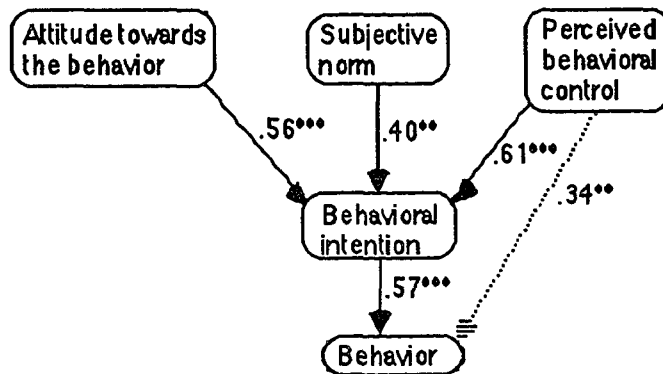 Attitude towards
the behavior
Subjective
norm
Perceived
behavioral
control
.56***
.40**
.61***
.34**
Behavioral
intention
.57***
Behavior